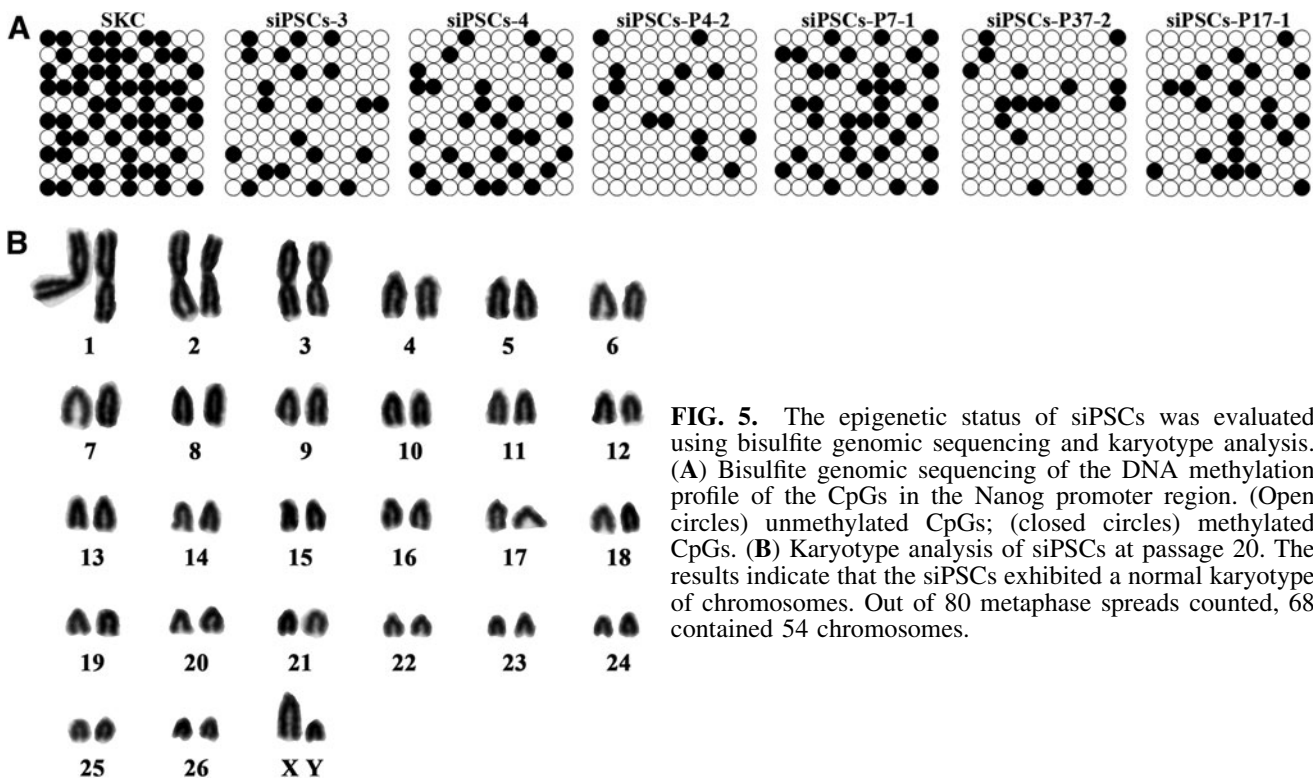 A
SKC siPSCs-3 siPSCs-4 siPSCs-P4-2 siPSCs-P7-1 siPSCs-P37-2 siPSCs-P17-1
B
1 2 3 4 5 6
7 8 9 10 11 12
13 14 15 16 17 18
19 20 21 22 23 24
25 26 X Y
FIG. 5. The epigenetic status of siPSCs was evaluated
using bisulfite genomic sequencing and karyotype analysis.
(A) Bisulfite genomic sequencing of the DNA methylation
profile of the CpGs in the Nanog promoter region. (Open
circles) unmethylated CpGs; (closed circles) methylated
CpGs. (B) Karyotype analysis of siPSCs at passage 20. The
results indicate that the siPSCs exhibited a normal karyotype
of chromosomes. Out of 80 metaphase spreads counted, 68
contained 54 chromosomes.